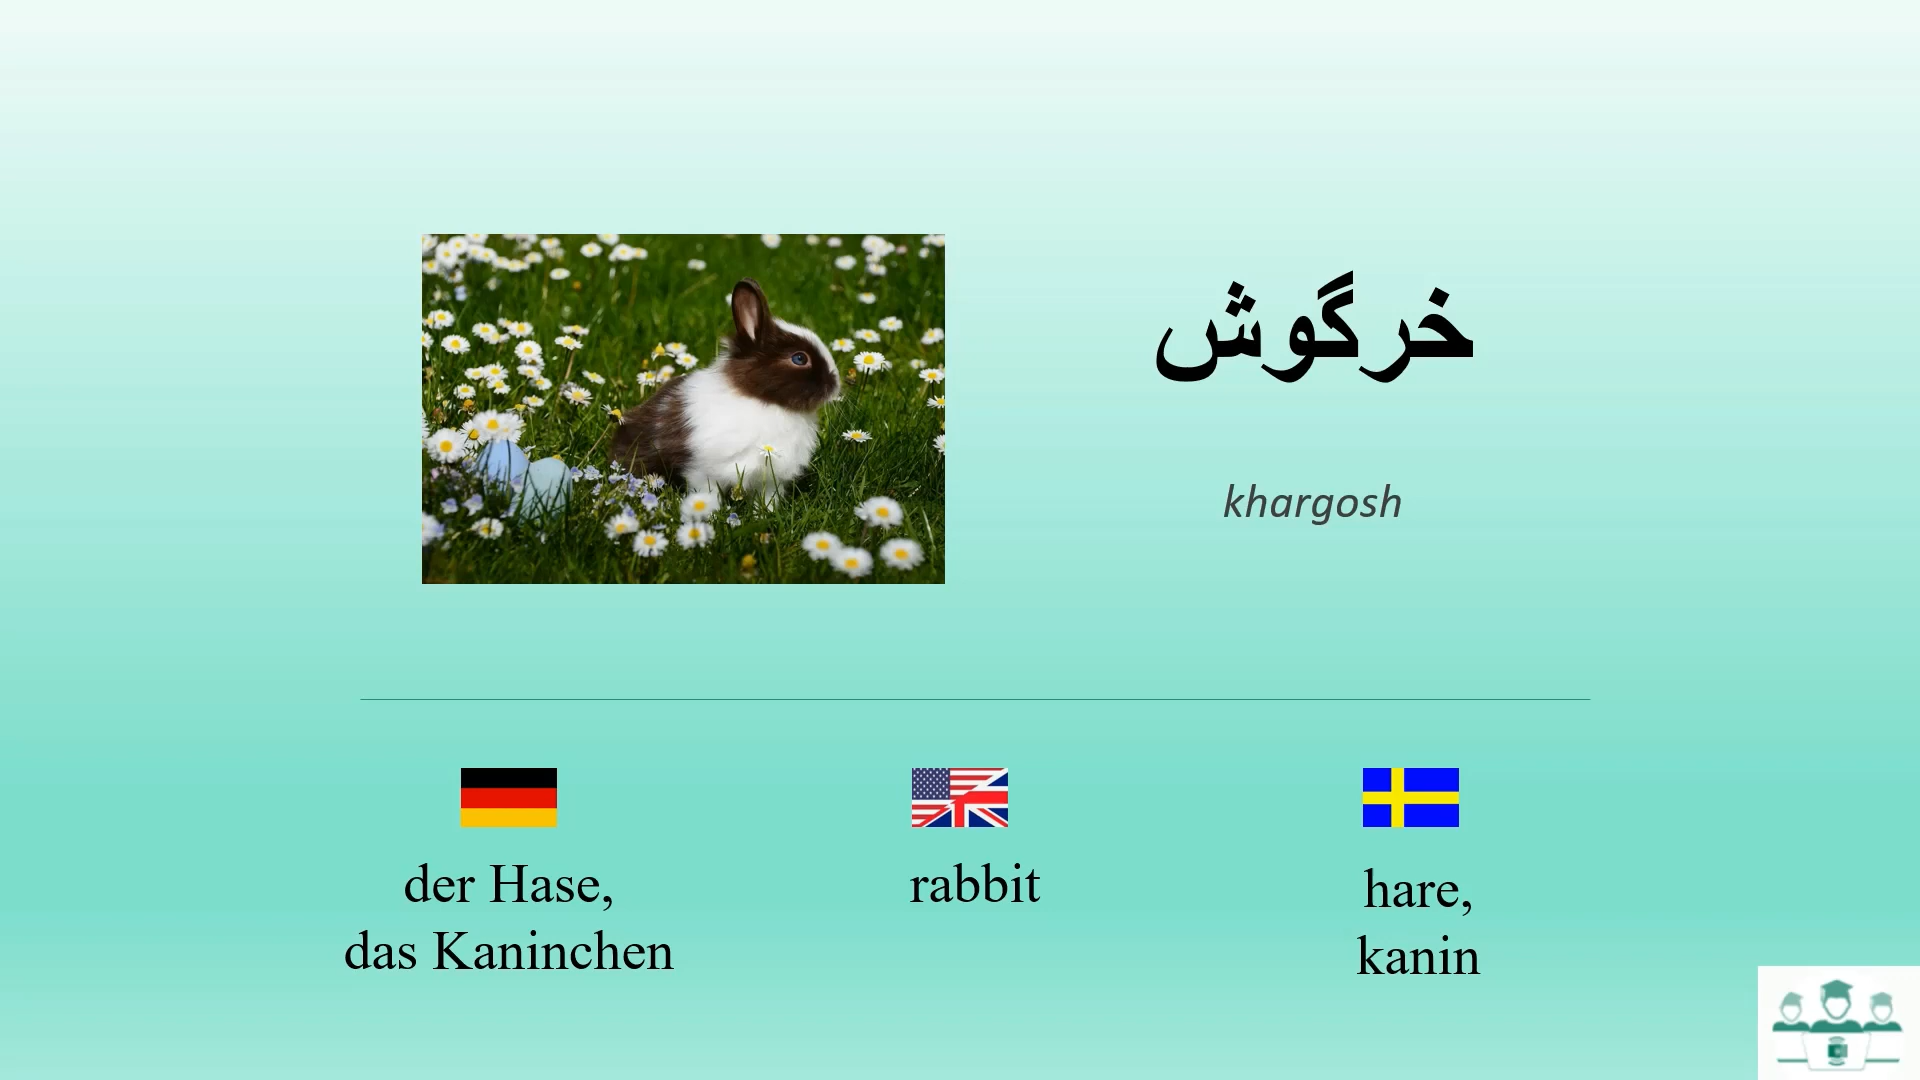 خرگوش
khargosh
der Hase,
das Kaninchen
rabbit
hare,
kanin